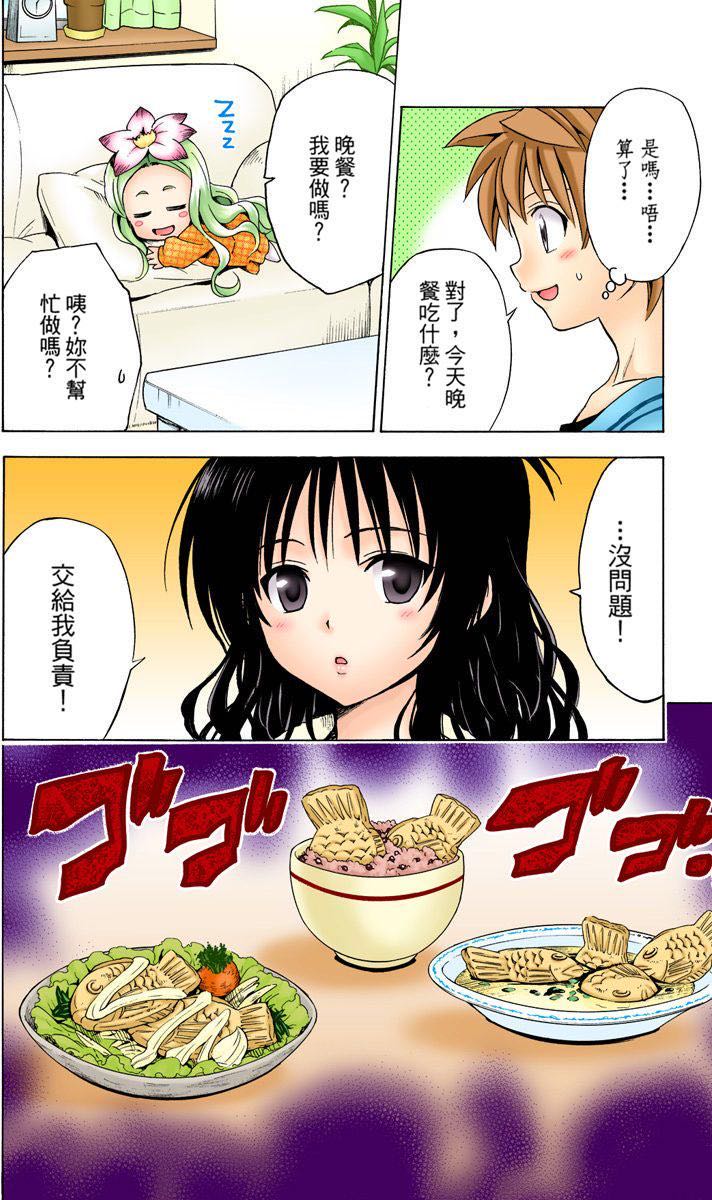 是嗎…唔…
算了…
對了，今天晚
餐吃什麼？
晚餐？
我要做嗎？
zzz
咦？妳不幫
忙做嗎？
…沒問題！
交給我負責！
ゴゴ
ゴゴ！